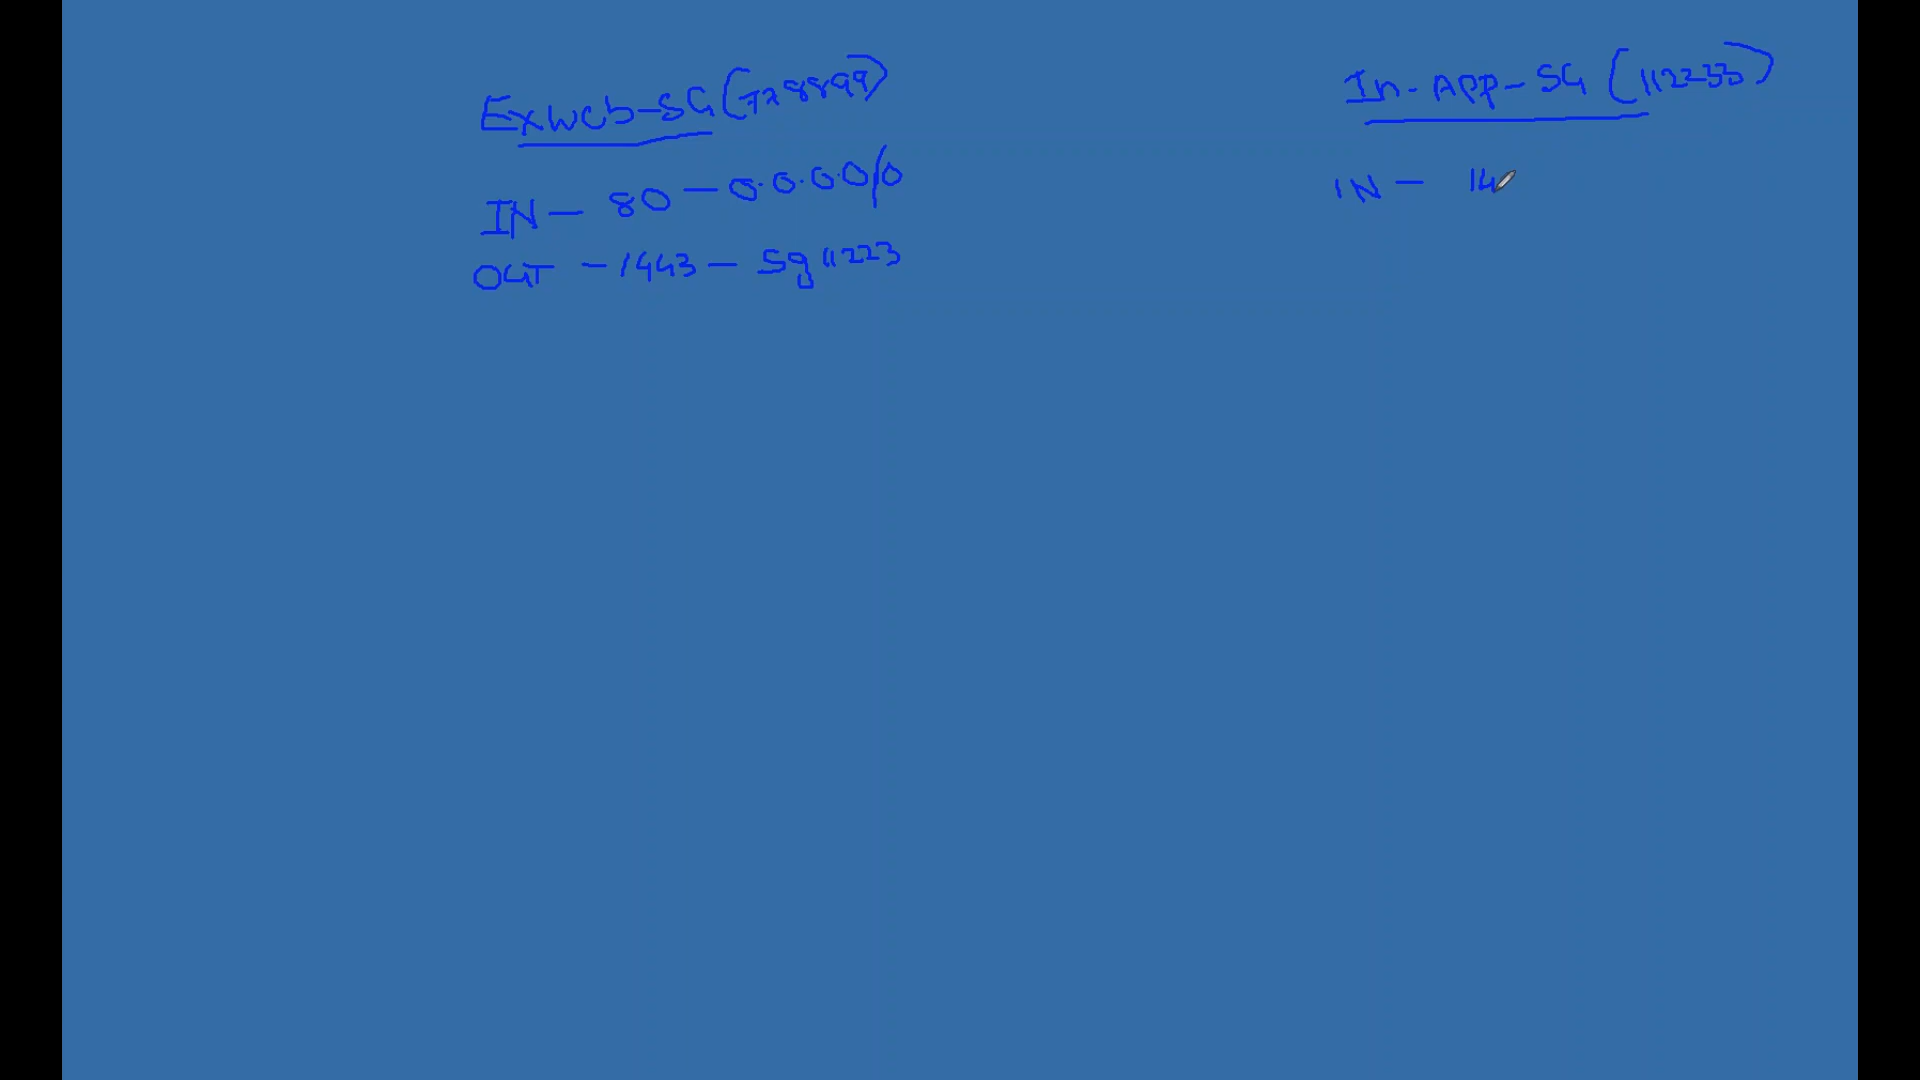 Exweb-SG (778899)
IN - 80 - 0.0.0.0/0
OUT - 1443 - Sg 11223
In-APP-SG (112233)
IN - 14